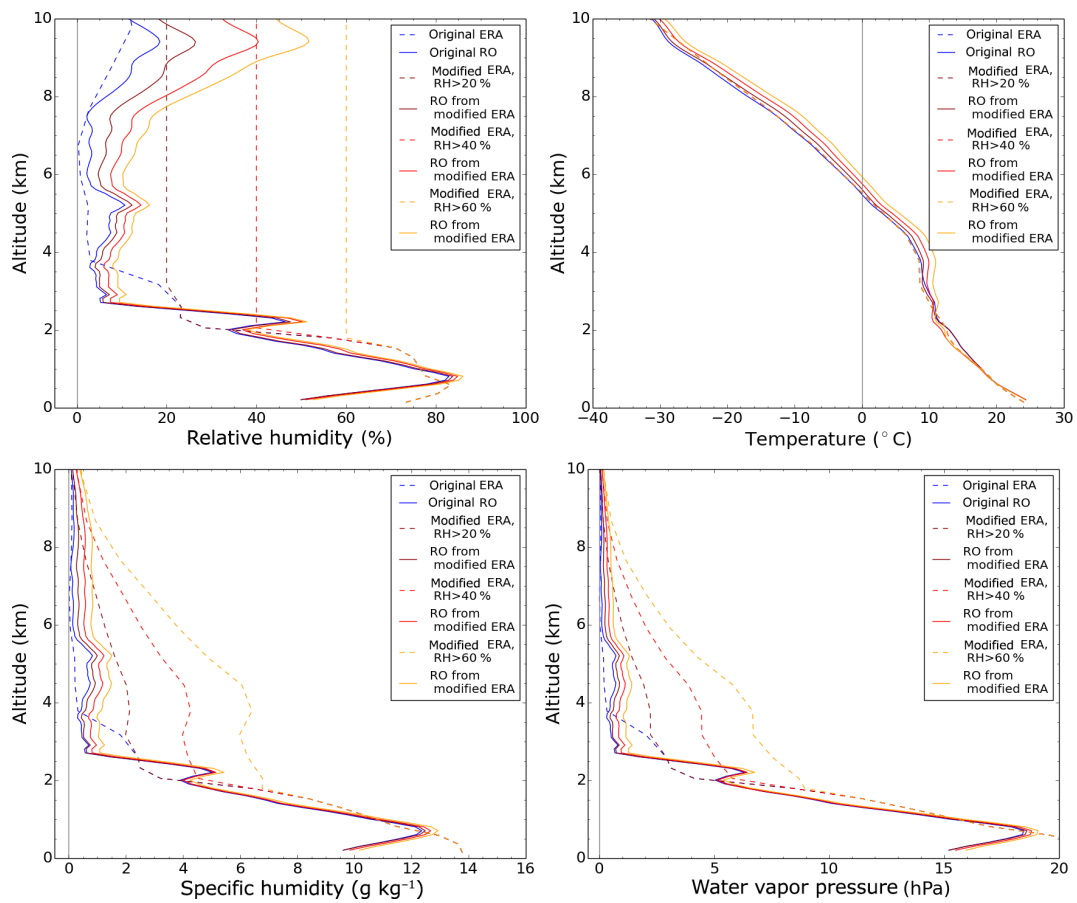 10
8
6
4
2
0
Altitude (km)
0
20
40
60
80
100
Relative humidity (%)
Original ERA
Original RO
Modified ERA,
RH>20 %
RO from
modified ERA
Modified ERA,
RH>40 %
RO from
modified ERA
Modified ERA,
RH>60 %
RO from
modified ERA
10
8
6
4
2
0
Altitude (km)
−40
−30
−20
−10
0
10
20
30
Temperature (°C)
Original ERA
Original RO
Modified ERA,
RH>20 %
RO from
modified ERA
Modified ERA,
RH>40 %
RO from
modified ERA
Modified ERA,
RH>60 %
RO from
modified ERA
10
8
6
4
2
0
Altitude (km)
0
2
4
6
8
10
12
14
16
Specific humidity (g kg⁻¹)
Original ERA
Original RO
Modified ERA,
RH>20 %
RO from
modified ERA
Modified ERA,
RH>40 %
RO from
modified ERA
Modified ERA,
RH>60 %
RO from
modified ERA
10
8
6
4
2
0
Altitude (km)
0
5
10
15
20
Water vapor pressure (hPa)
Original ERA
Original RO
Modified ERA,
RH>20 %
RO from
modified ERA
Modified ERA,
RH>40 %
RO from
modified ERA
Modified ERA,
RH>60 %
RO from
modified ERA